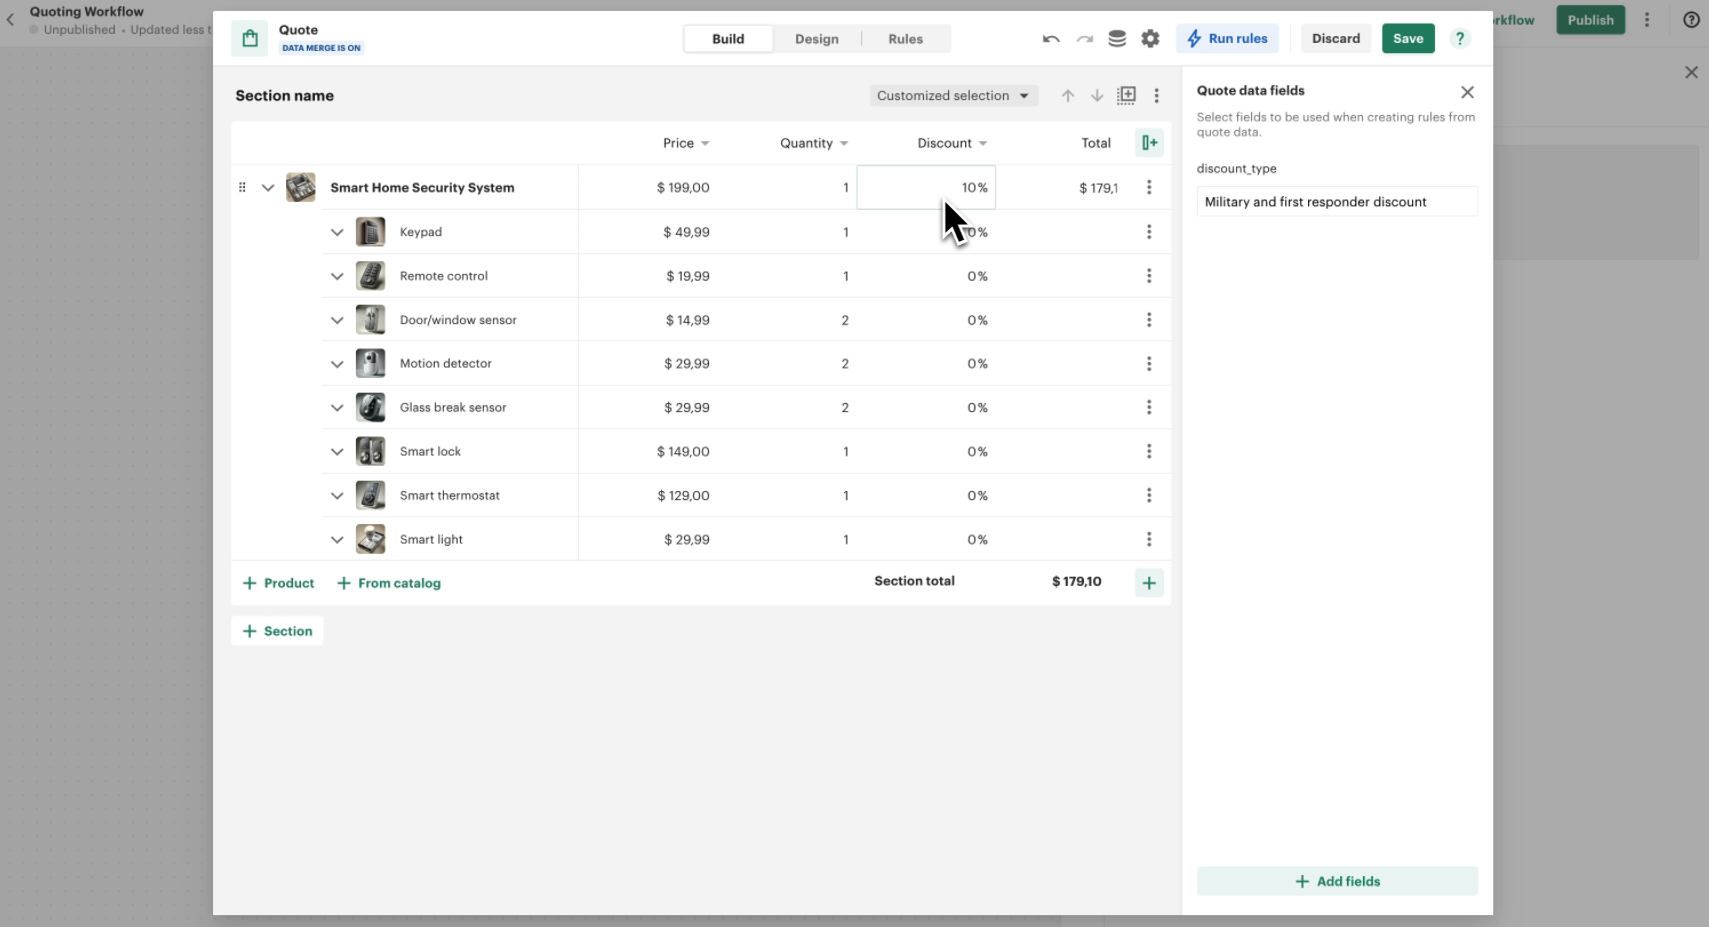 Quoting Workflow
Unpublished • Updated less t
rkflow
Publish
Quote
DATA MERGE IS ON
Build
Design
Rules
Run rules
Discard
Save
?
Section name
Customized selection
Price
Quantity
Discount
Total
Smart Home Security System
$ 199,00
1
10%
$ 179,1
Keypad
$ 49,99
1
0%
Remote control
$ 19,99
1
0%
Door/window sensor
$ 14,99
2
0%
Motion detector
$ 29,99
2
0%
Glass break sensor
$ 29,99
2
0%
Smart lock
$ 149,00
1
0%
Smart thermostat
$ 129,00
1
0%
Smart light
$ 29,99
1
0%
+ Product
+ From catalog
Section total
$ 179,10
+
+ Section
Quote data fields
Select fields to be used when creating rules from
quote data.
discount_type
Military and first responder discount
+ Add fields